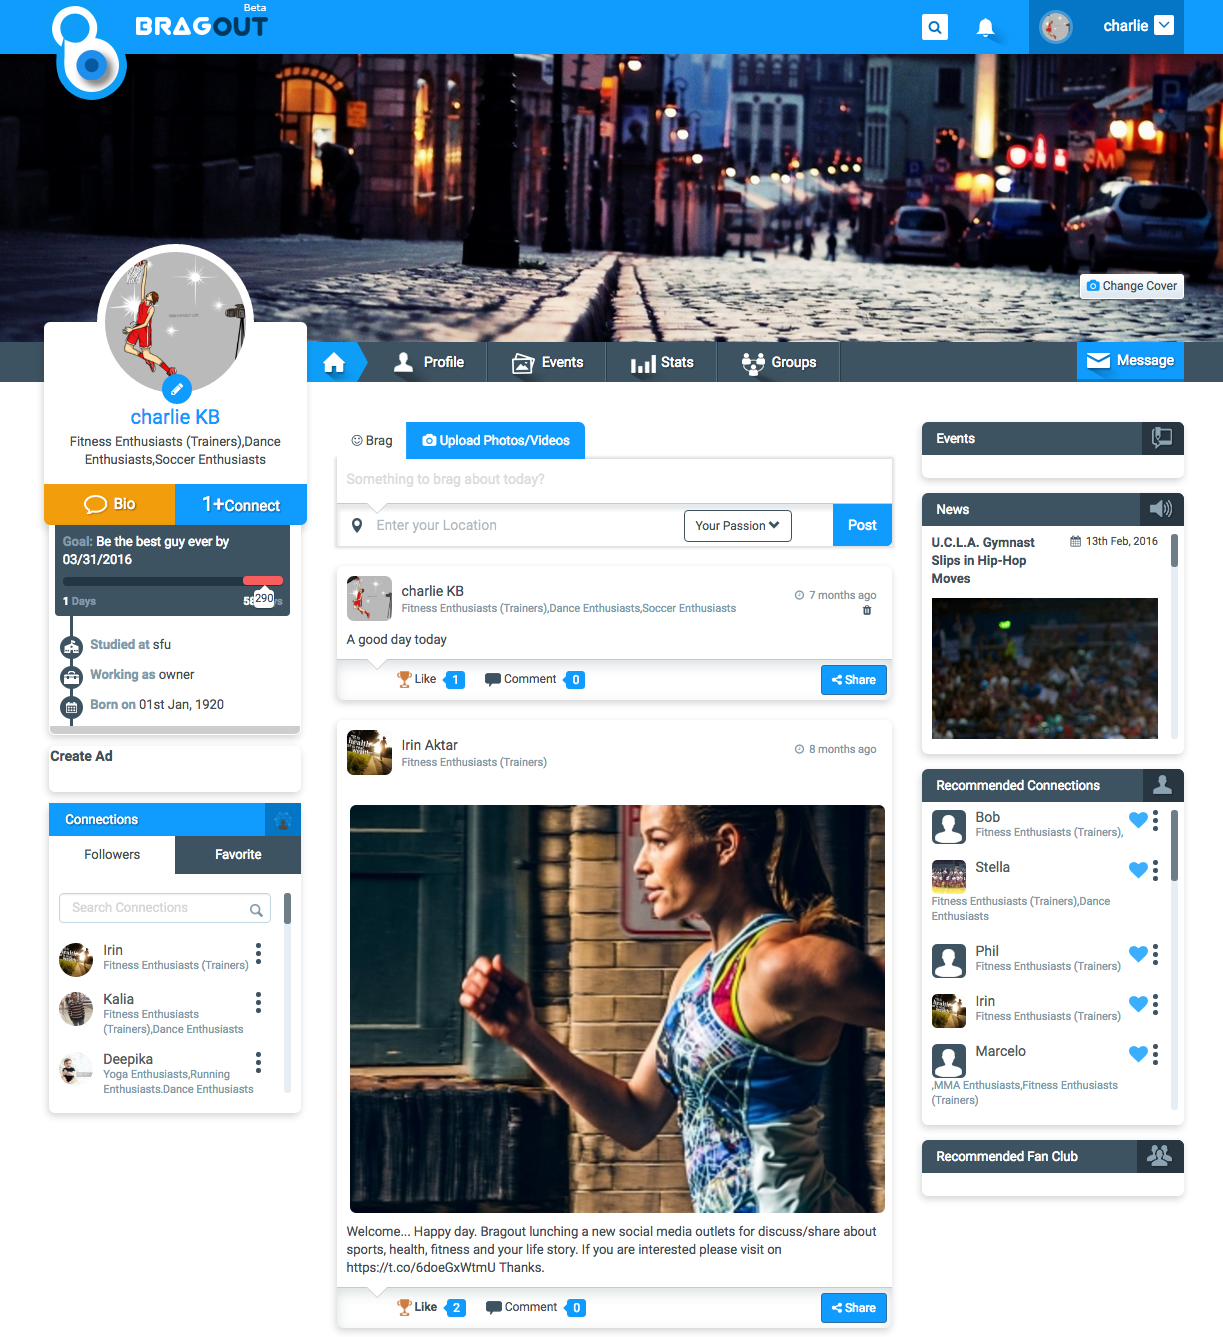 Beta
BRAGOUT
charlie
Change Cover
Profile
Events
Stats
Groups
Message
charlie KB
Fitness Enthusiasts (Trainers),Dance
Enthusiasts,Soccer Enthusiasts
Bio
1+Connect
Goal: Be the best guy ever by
03/31/2016
290
1 Days
Studied at sfu
Working as owner
Born on 01st Jan, 1920
Create Ad
Connections
Followers
Favorite
Search Connections
Irin
Fitness Enthusiasts (Trainers)
Kalia
Fitness Enthusiasts
(Trainers),Dance Enthusiasts
Deepika
Yoga Enthusiasts,Running
Enthusiasts,Dance Enthusiasts
Brag
Upload Photos/Videos
Something to brag about today?
Enter your Location
Your Passion
Post
charlie KB
7 months ago
Fitness Enthusiasts (Trainers),Dance Enthusiasts,Soccer Enthusiasts
A good day today
Like 1
Comment 0
Share
Irin Aktar
8 months ago
Fitness Enthusiasts (Trainers)
Welcome... Happy day. Bragout lunching a new social media outlets for discuss/share about
sports, health, fitness and your life story. If you are interested please visit on
https://t.co/6doeGxWtmU Thanks.
Like 2
Comment 0
Share
Events
News
U.C.L.A. Gymnast
Slips in Hip-Hop
Moves
13th Feb, 2016
Recommended Connections
Bob
Fitness Enthusiasts (Trainers),
Stella
Fitness Enthusiasts (Trainers),Dance
Enthusiasts
Phil
Fitness Enthusiasts (Trainers)
Irin
Fitness Enthusiasts (Trainers)
Marcelo
,MMA Enthusiasts,Fitness Enthusiasts
(Trainers)
Recommended Fan Club